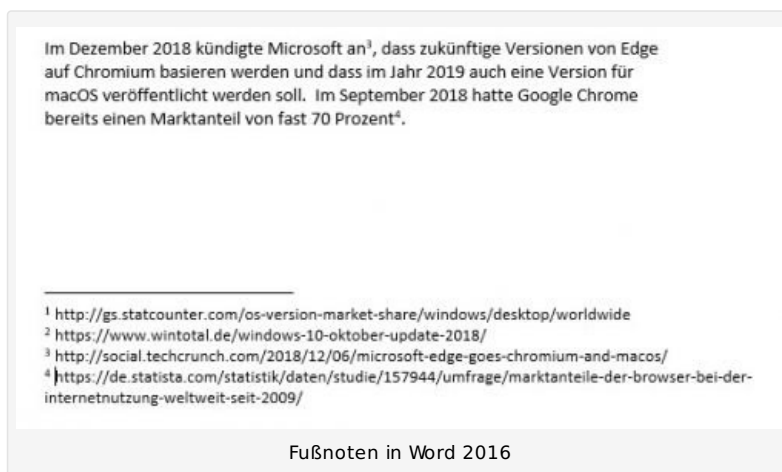 Im Dezember 2018 kündigte Microsoft an³, dass zukünftige Versionen von Edge
auf Chromium basieren werden und dass im Jahr 2019 auch eine Version für
macOS veröffentlicht werden soll.  Im September 2018 hatte Google Chrome
bereits einen Marktanteil von fast 70 Prozent⁴.
¹ http://gs.statcounter.com/os-version-market-share/windows/desktop/worldwide
² https://www.wintotal.de/windows-10-oktober-update-2018/
³ http://social.techcrunch.com/2018/12/06/microsoft-edge-goes-chromium-and-macos/
⁴ https://de.statista.com/statistik/daten/studie/157944/umfrage/marktanteile-der-browser-bei-der-
internetnutzung-weltweit-seit-2009/
Fußnoten in Word 2016